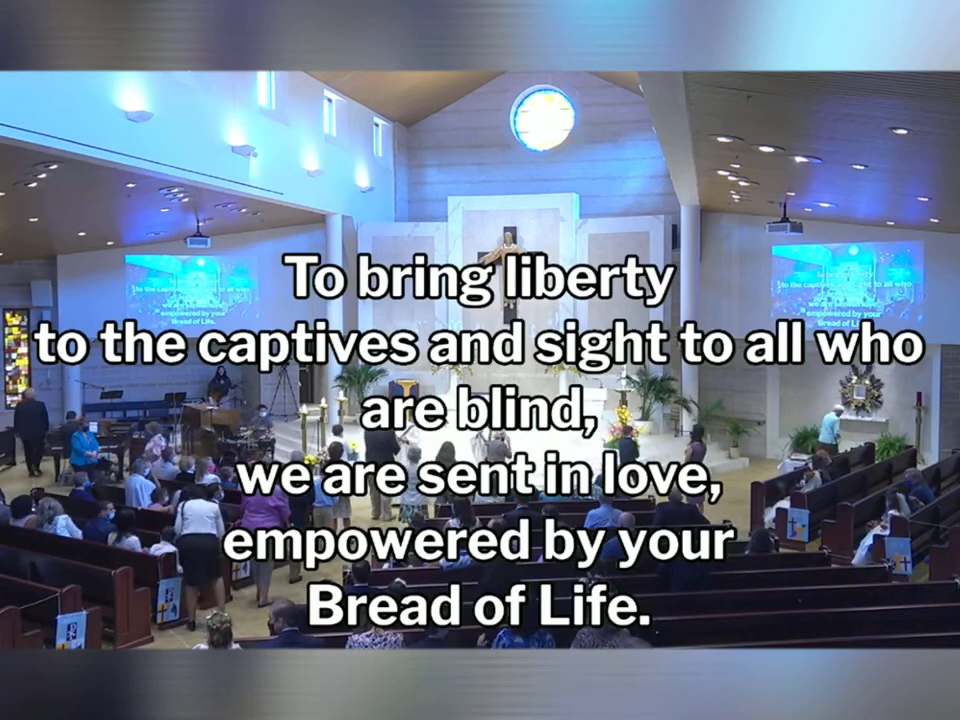 To bring liberty
to the captives and sight to all who
are blind,
we are sent in love,
empowered by your
Bread of Life.